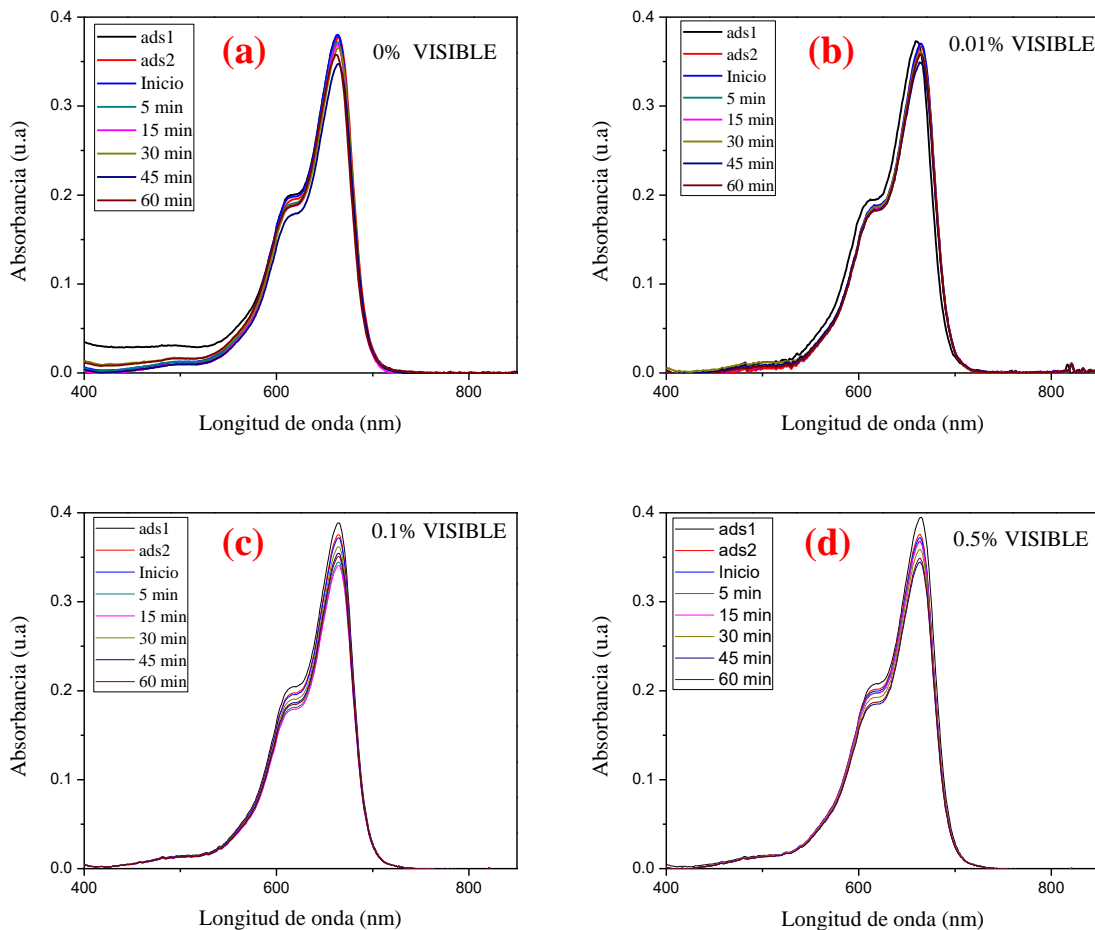 0.4
0.3
0.2
0.1
0.0
Absorbancia (u.a)
ads1
ads2
Inicio
5 min
15 min
30 min
45 min
60 min
(a)
0% VISIBLE
400
600
800
Longitud de onda (nm)
0.4
0.3
0.2
0.1
0.0
Absorbancia (u.a)
ads1
ads2
Inicio
5 min
15 min
30 min
45 min
60 min
(b)
0.01% VISIBLE
400
600
800
Longitud de onda (nm)
0.4
0.3
0.2
0.1
0.0
Absorbancia (u.a)
ads1
ads2
Inicio
5 min
15 min
30 min
45 min
60 min
(c)
0.1% VISIBLE
400
600
800
Longitud de onda (nm)
0.4
0.3
0.2
0.1
0.0
Absorbancia (u.a)
ads1
ads2
Inicio
5 min
15 min
30 min
45 min
60 min
(d)
0.5% VISIBLE
400
600
800
Longitud de onda (nm)